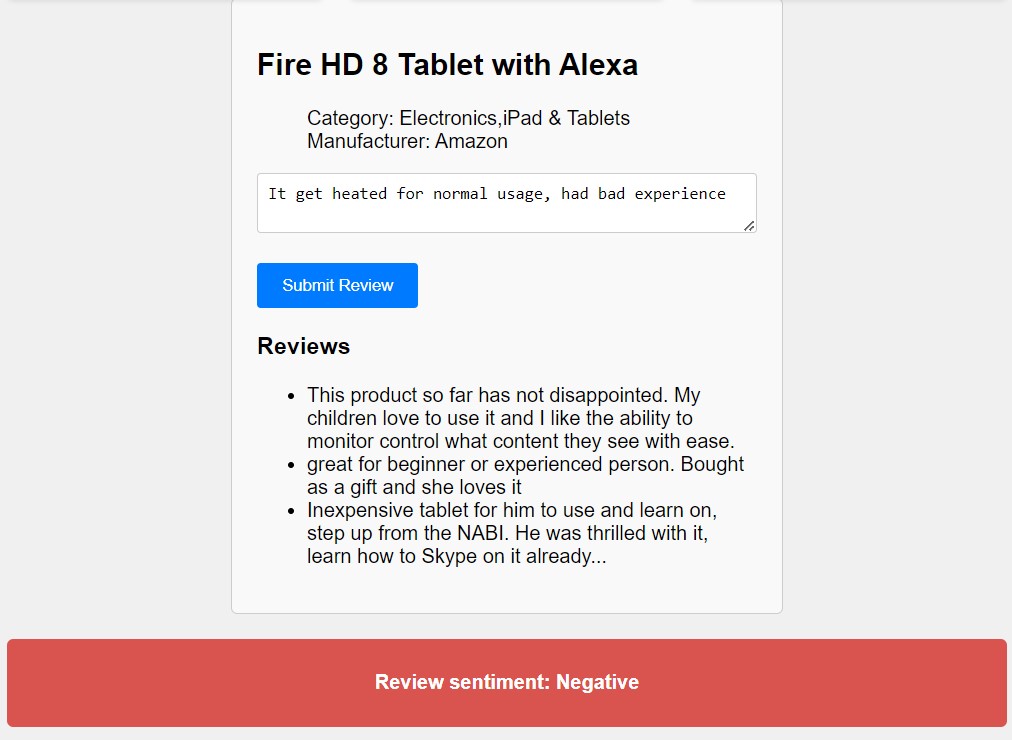 Fire HD 8 Tablet with Alexa
Category: Electronics,iPad & Tablets
Manufacturer: Amazon
It get heated for normal usage, had bad experience
Submit Review
Reviews
• This product so far has not disappointed. My
children love to use it and I like the ability to
monitor control what content they see with ease.
• great for beginner or experienced person. Bought
as a gift and she loves it
• Inexpensive tablet for him to use and learn on,
step up from the NABI. He was thrilled with it,
learn how to Skype on it already...
Review sentiment: Negative